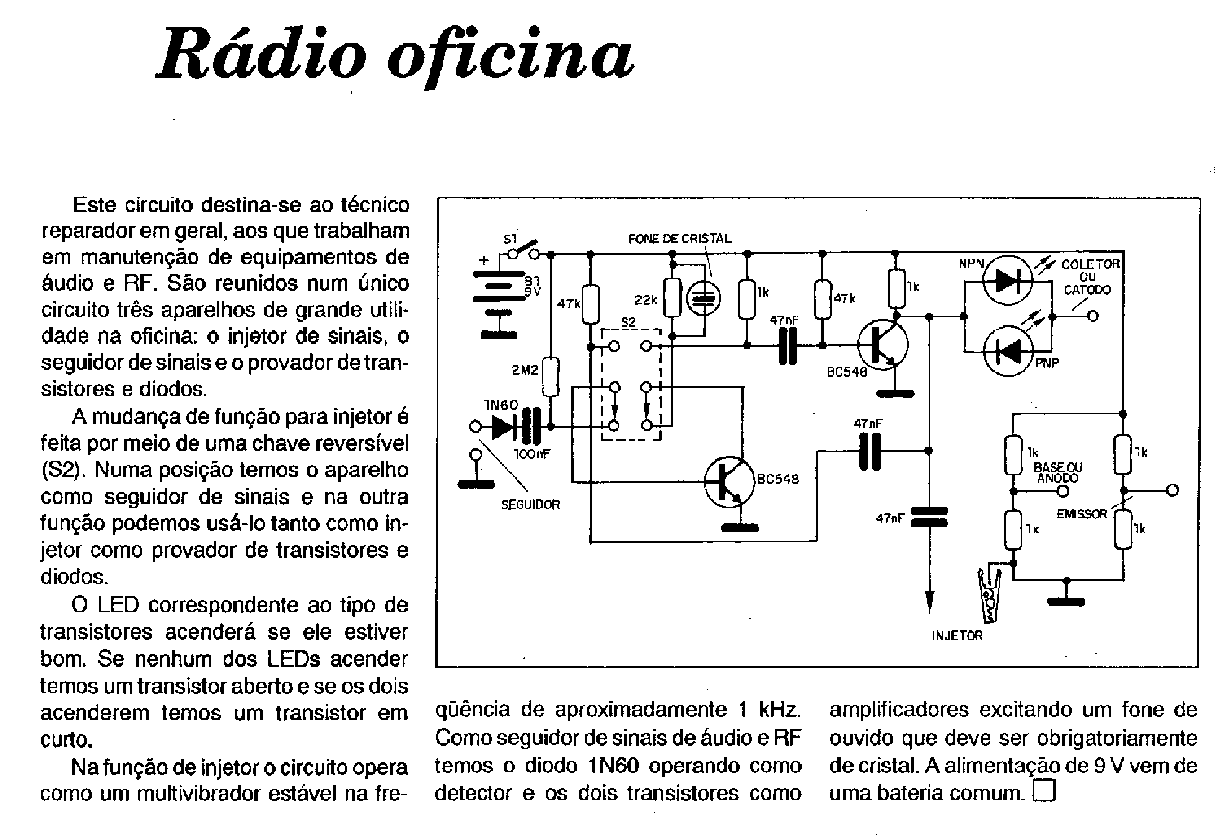 Rádio oficina
Este circuito destina-se ao técnico
reparador em geral, aos que trabalham
em manutenção de equipamentos de
áudio e RF. São reunidos num único
circuito três aparelhos de grande utili-
dade na oficina: o injetor de sinais, o
seguidor de sinais e o provador de tran-
sistores e diodos.
A mudança de função para injetor é
feita por meio de uma chave reversível
(S2). Numa posição temos o aparelho
como seguidor de sinais e na outra
função podemos usá-lo tanto como in-
jetor como provador de transistores e
diodos.
O LED correspondente ao tipo de
transistores acenderá se ele estiver
bom. Se nenhum dos LEDs acender
temos um transistor aberto e se os dois
acenderem temos um transistor em
curto.
Na função de injetor o circuito opera
como um multivibrador estável na fre-
S1
FONE DE CRISTAL
+
B1
9V
47k
22k
S2
1k
47nF
47k
1k
NPN
COLETOR
OU
CATODO
PNP
BC548
2M2
1N60
100nF
SEGUIDOR
BC548
47nF
47nF
INJETOR
1k
BASE OU
ANODO
1k
EMISSOR
1k
1k
qüência de aproximadamente 1 kHz.
Como seguidor de sinais de áudio e RF
temos o diodo 1N60 operando como
detector e os dois transistores como
amplificadores excitando um fone de
ouvido que deve ser obrigatoriamente
de cristal. A alimentação de 9 V vem de
uma bateria comum.